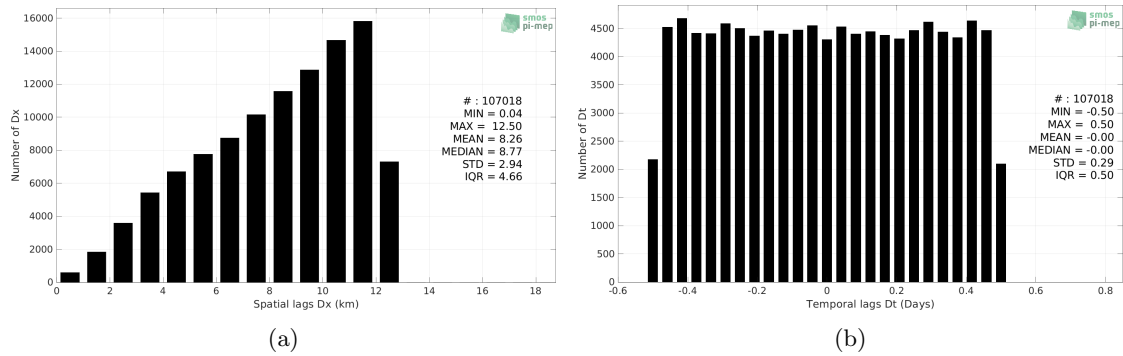 16000
14000
12000
10000
8000
6000
4000
2000
0
0 2 4 6 8 10 12 14 16 18
Number of Dx
Spatial lags Dx (km)
smos
pi-mep
# : 107018
MIN = 0.04
MAX = 12.50
MEAN = 8.26
MEDIAN = 8.77
STD = 2.94
IQR = 4.66
(a)
4500
4000
3500
3000
2500
2000
1500
1000
500
0
-0.6 -0.4 -0.2 0 0.2 0.4 0.6 0.8
Number of Dt
Temporal lags Dt (Days)
smos
pi-mep
# : 107018
MIN = -0.50
MAX = 0.50
MEAN = -0.00
MEDIAN = -0.00
STD = 0.29
IQR = 0.50
(b)